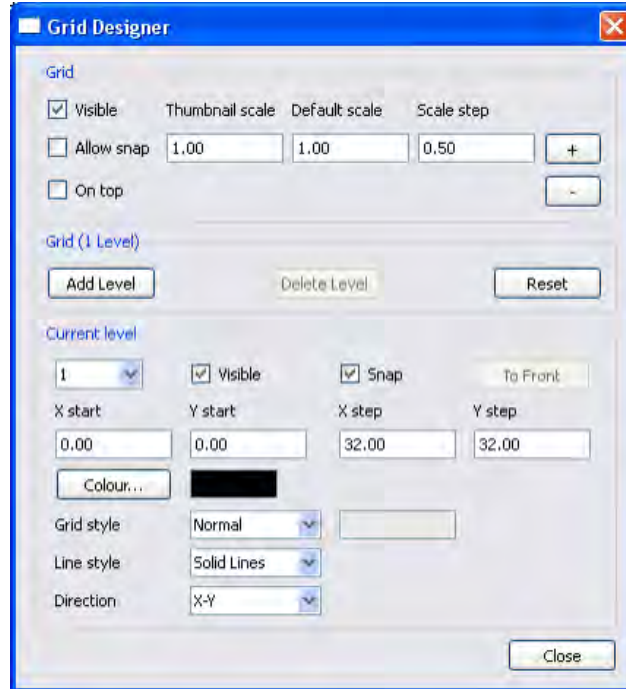 Grid Designer
Grid
Visible Thumbnail scale Default scale Scale step
Allow snap 1.00 1.00 0.50 +
On top -
Grid (1 Level)
Add Level Delete Level Reset
Current level
1 Visible Snap To Front
X start Y start X step Y step
0.00 0.00 32.00 32.00
Colour...
Grid style Normal
Line style Solid Lines
Direction X-Y
Close